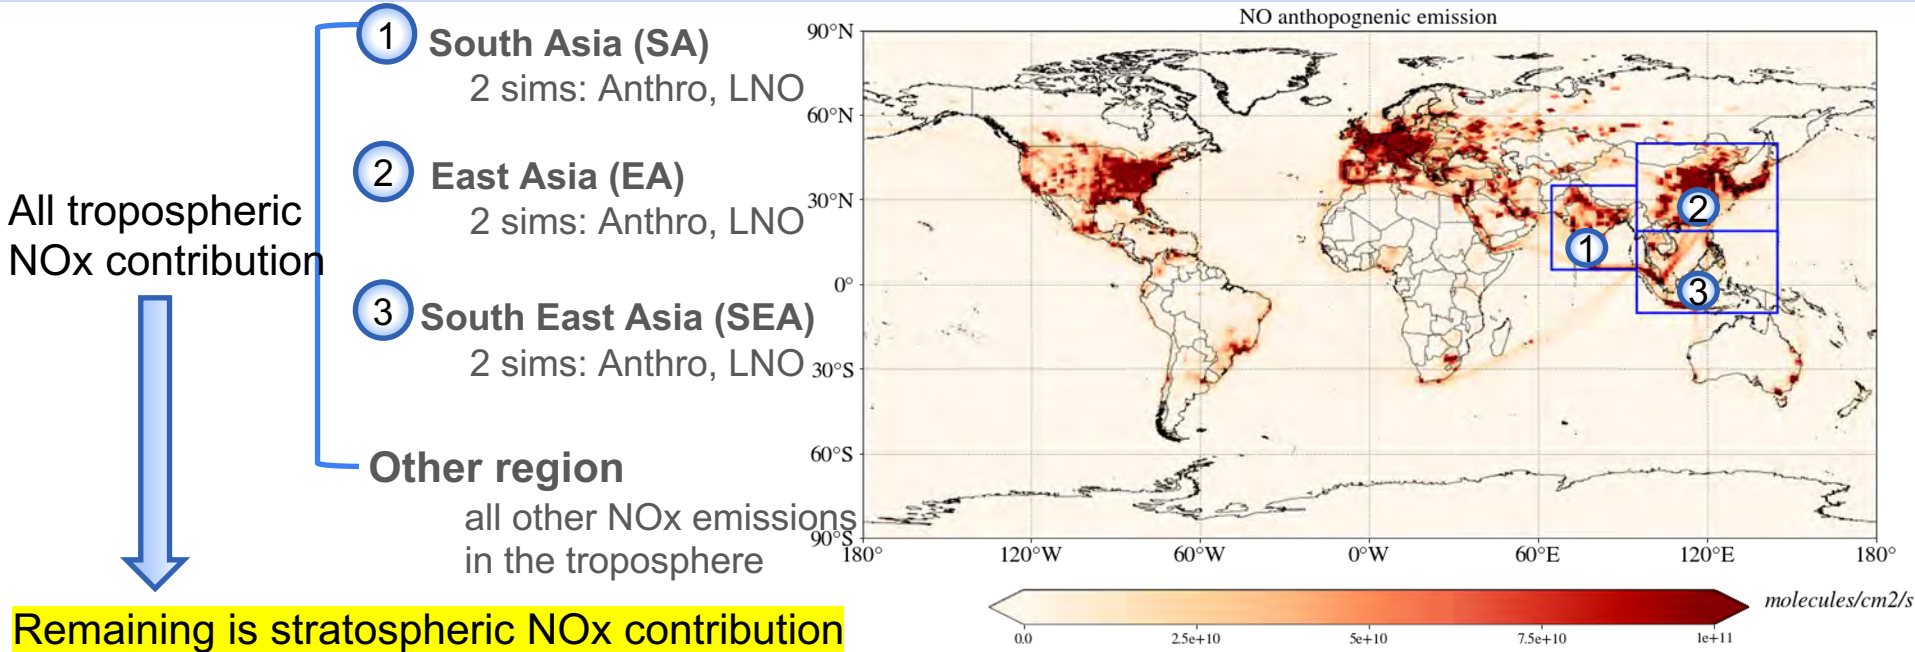 1 South Asia (SA)
2 sims: Anthro, LNO
2 East Asia (EA)
2 sims: Anthro, LNO
All tropospheric
NOx contribution
3 South East Asia (SEA)
2 sims: Anthro, LNO
Other region
all other NOx emissions
in the troposphere
Remaining is stratospheric NOx contribution
NO anthopognenic emission
90°N
60°N
30°N
0°
30°S
60°S
90°S
1
2
3
180° 120°W 60°W 0°W 60°E 120°E 180°
molecules/cm2/s
0.0 2.5e+10 5e+10 7.5e+10 1e+11